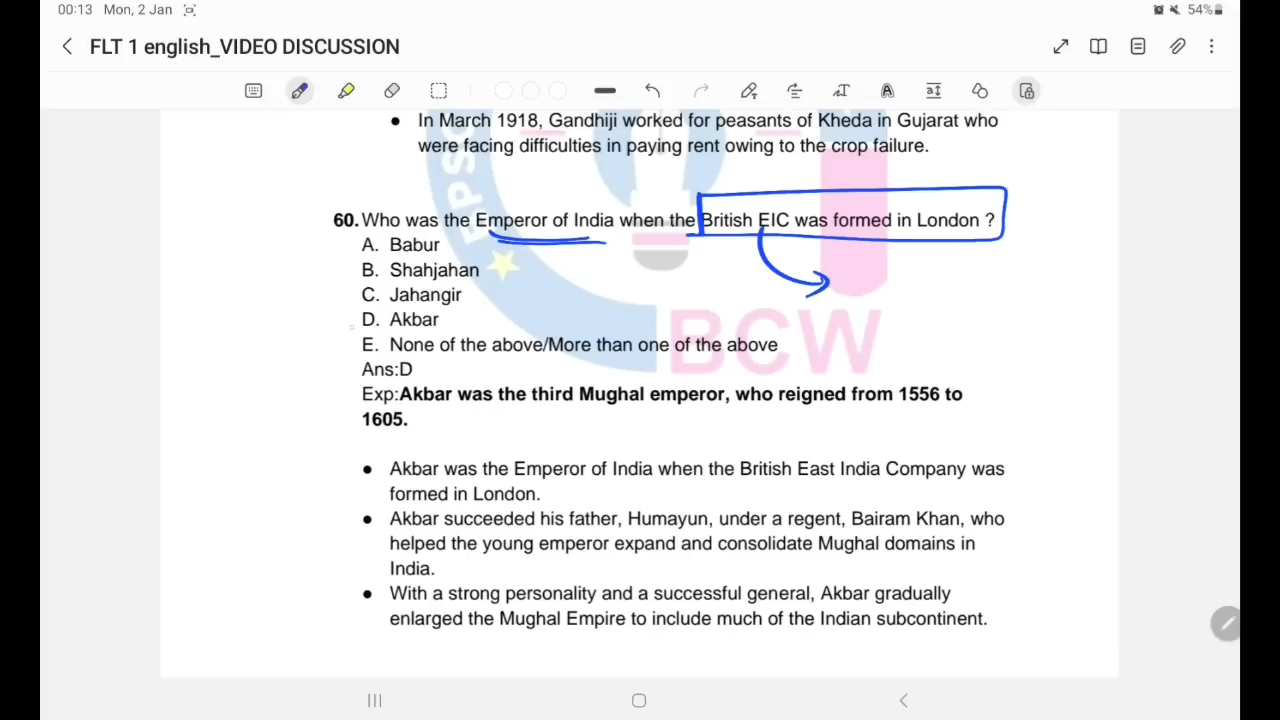 00:13 Mon, 2 Jan
54%
FLT 1 english_VIDEO DISCUSSION
● In March 1918, Gandhiji worked for peasants of Kheda in Gujarat who
were facing difficulties in paying rent owing to the crop failure.
60. Who was the Emperor of India when the British EIC was formed in London ?
A. Babur
B. Shahjahan
C. Jahangir
D. Akbar
E. None of the above/More than one of the above
Ans:D
Exp:Akbar was the third Mughal emperor, who reigned from 1556 to
1605.
● Akbar was the Emperor of India when the British East India Company was
formed in London.
● Akbar succeeded his father, Humayun, under a regent, Bairam Khan, who
helped the young emperor expand and consolidate Mughal domains in
India.
● With a strong personality and a successful general, Akbar gradually
enlarged the Mughal Empire to include much of the Indian subcontinent.
BCW